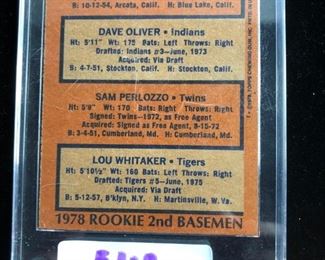 B: 10-12-54, Arcata, Calif. H: Blue Lake, Calif.
DAVE OLIVER • Indians
Ht: 5'11" Wt: 175 Bats: Left Throws: Right
Drafted: Indians #3-June, 1973
Acquired: Via Draft
B: 4-7-51, Stockton, Calif. H: Stockton, Calif.
SAM PERLOZZO • Twins
Ht: 5'9" Wt: 170 Bats: Right Throws: Right
Signed: Twins-1972, as Free Agent
Acquired: Signed as Free Agent, 8-15-72
B: 3-4-51, Cumberland, Md. H: Cumberland, Md.
LOU WHITAKER • Tigers
Ht: 5'10½" Wt: 160 Bats: Left Throws: Right
Drafted: Tigers #5-June, 1975
Acquired: Via Draft
B: 5-12-57, B'klyn, N.Y. H: Martinsville, W. Va.
1978 ROOKIE 2nd BASEMEN